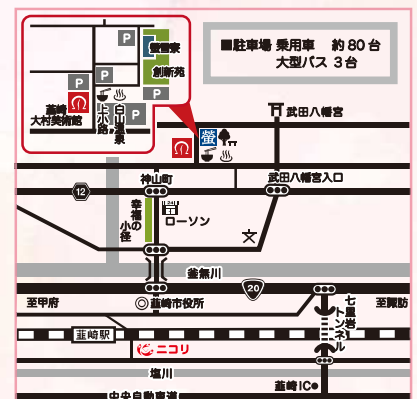 ■駐車場 乗用車 約80台
大型バス 3台
P
螢雪寮
創新苑
P
P
P
P
P
韮崎
大村美術館
上小路
白山温泉
螢
武田八幡宮
12
神山町
武田八幡宮入口
幸福の
小径
ローソン
文
釜無川
至甲府
◎韮崎市役所
20
至諏訪
七里岩
トンネル
韮崎駅
ニコリ
塩川
韮崎IC
中央自動車道